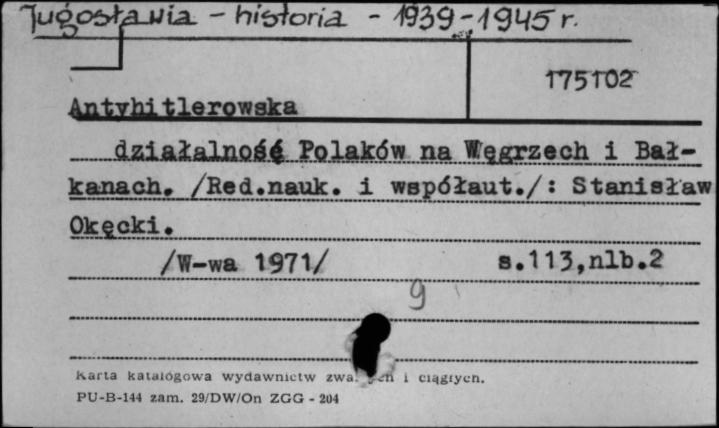 Jugosławia - historia - 1939-1945 r.
175102
Antyhitlerowska
działalność Polaków na Węgrzech i Bał-
kanach. /Red.nauk. i współaut./: Stanisław
Okęcki.
/W-wa 1971/ s.113,nlb.2
9
Karta katalogowa wydawnictw i ciągłych.
PU-B-144 zam. 29/DW/On ZGG - 204